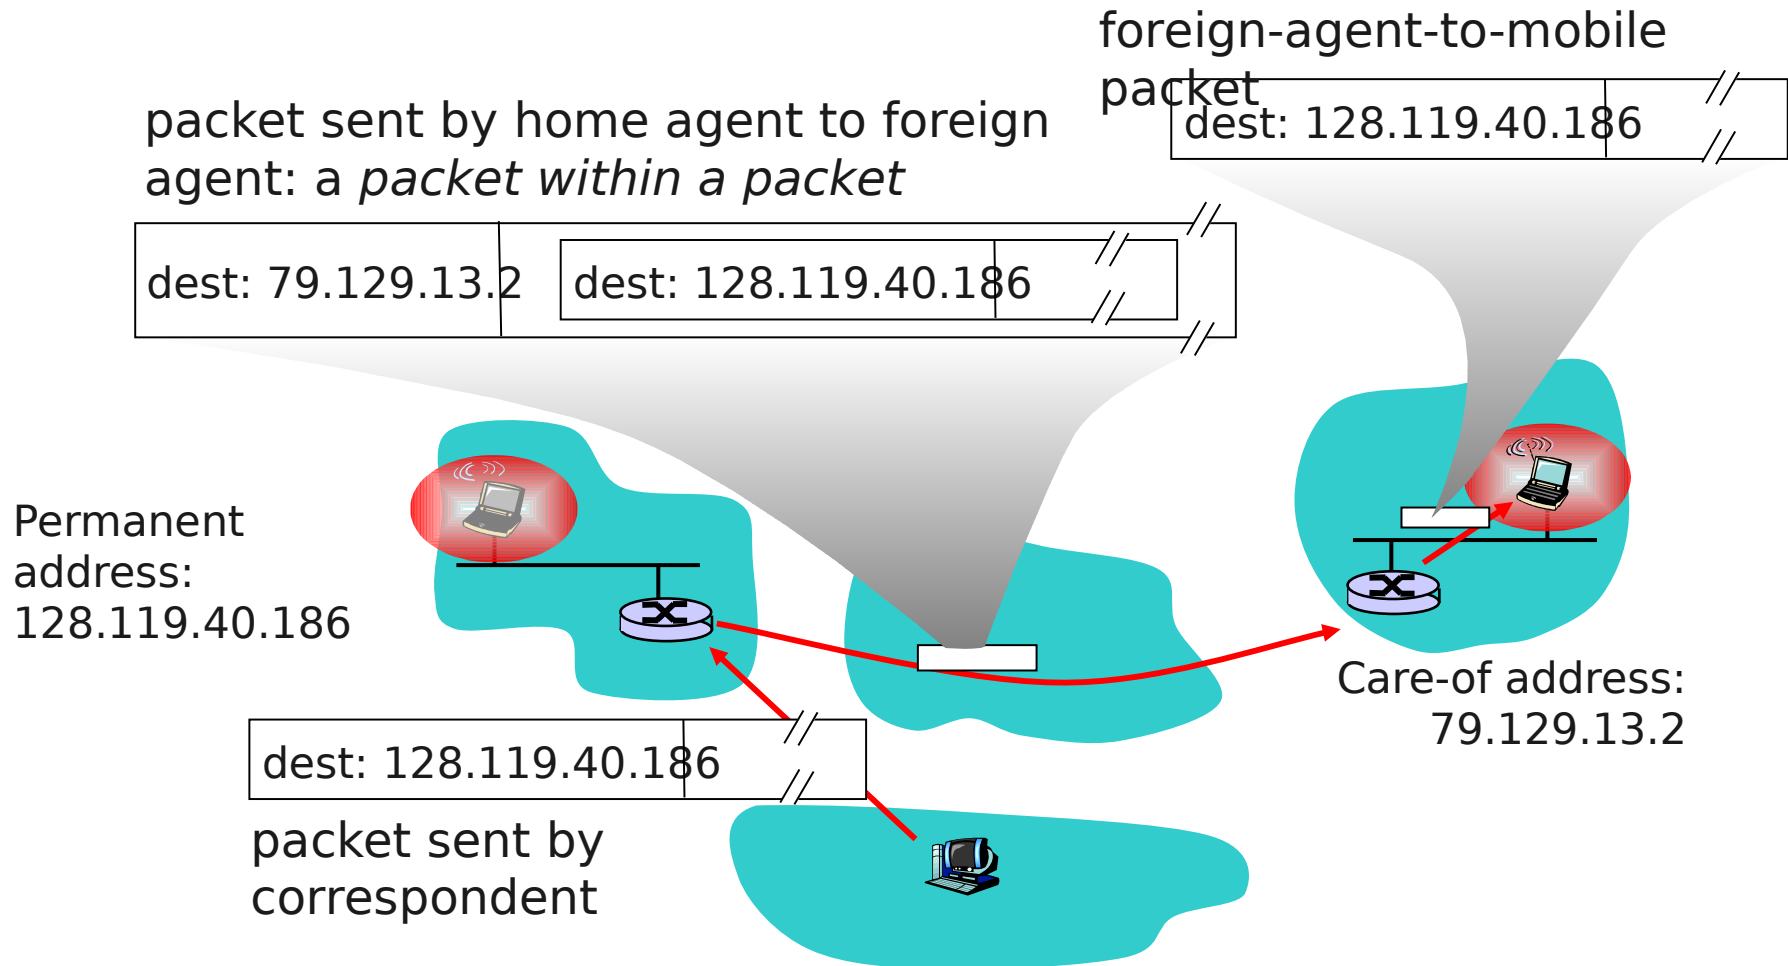 foreign-agent-to-mobile
packet
dest: 128.119.40.186
packet sent by home agent to foreign
agent: a packet within a packet
dest: 79.129.13.2
dest: 128.119.40.186
Permanent
address:
128.119.40.186
Care-of address:
79.129.13.2
dest: 128.119.40.186
packet sent by
correspondent